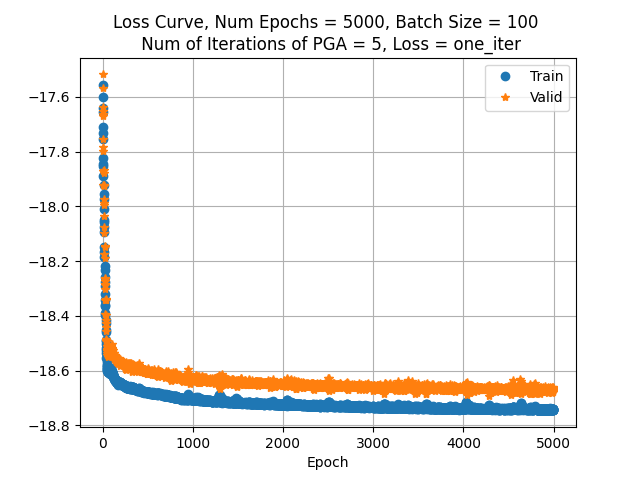 Loss Curve, Num Epochs = 5000, Batch Size = 100
Num of Iterations of PGA = 5, Loss = one_iter
Train
Valid
−17.6
−17.8
−18.0
−18.2
−18.4
−18.6
−18.8
0
1000
2000
3000
4000
5000
Epoch